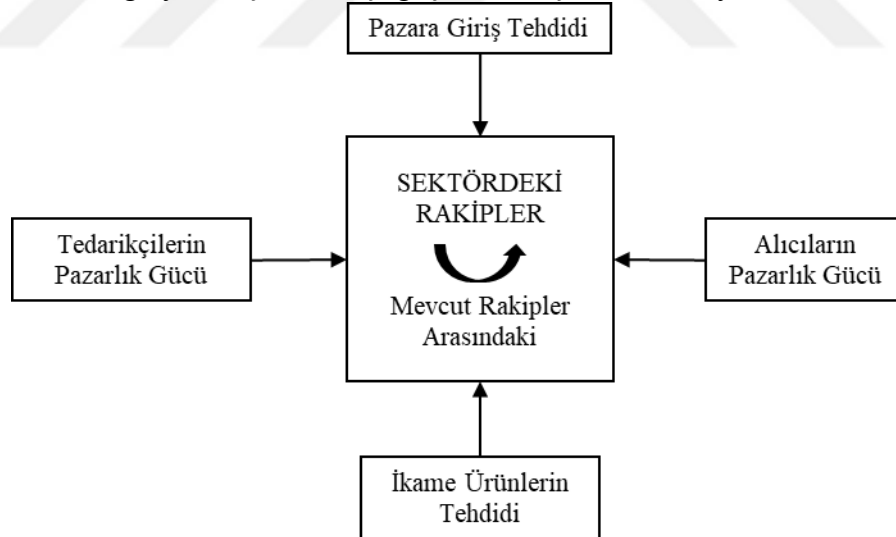 Pazara Giriş Tehdidi
SEKTÖRDEKİ
RAKİPLER
Tedarikçilerin
Pazarlık Gücü
Alıcıların
Pazarlık Gücü
Mevcut Rakipler
Arasındaki
İkame Ürünlerin
Tehdidi